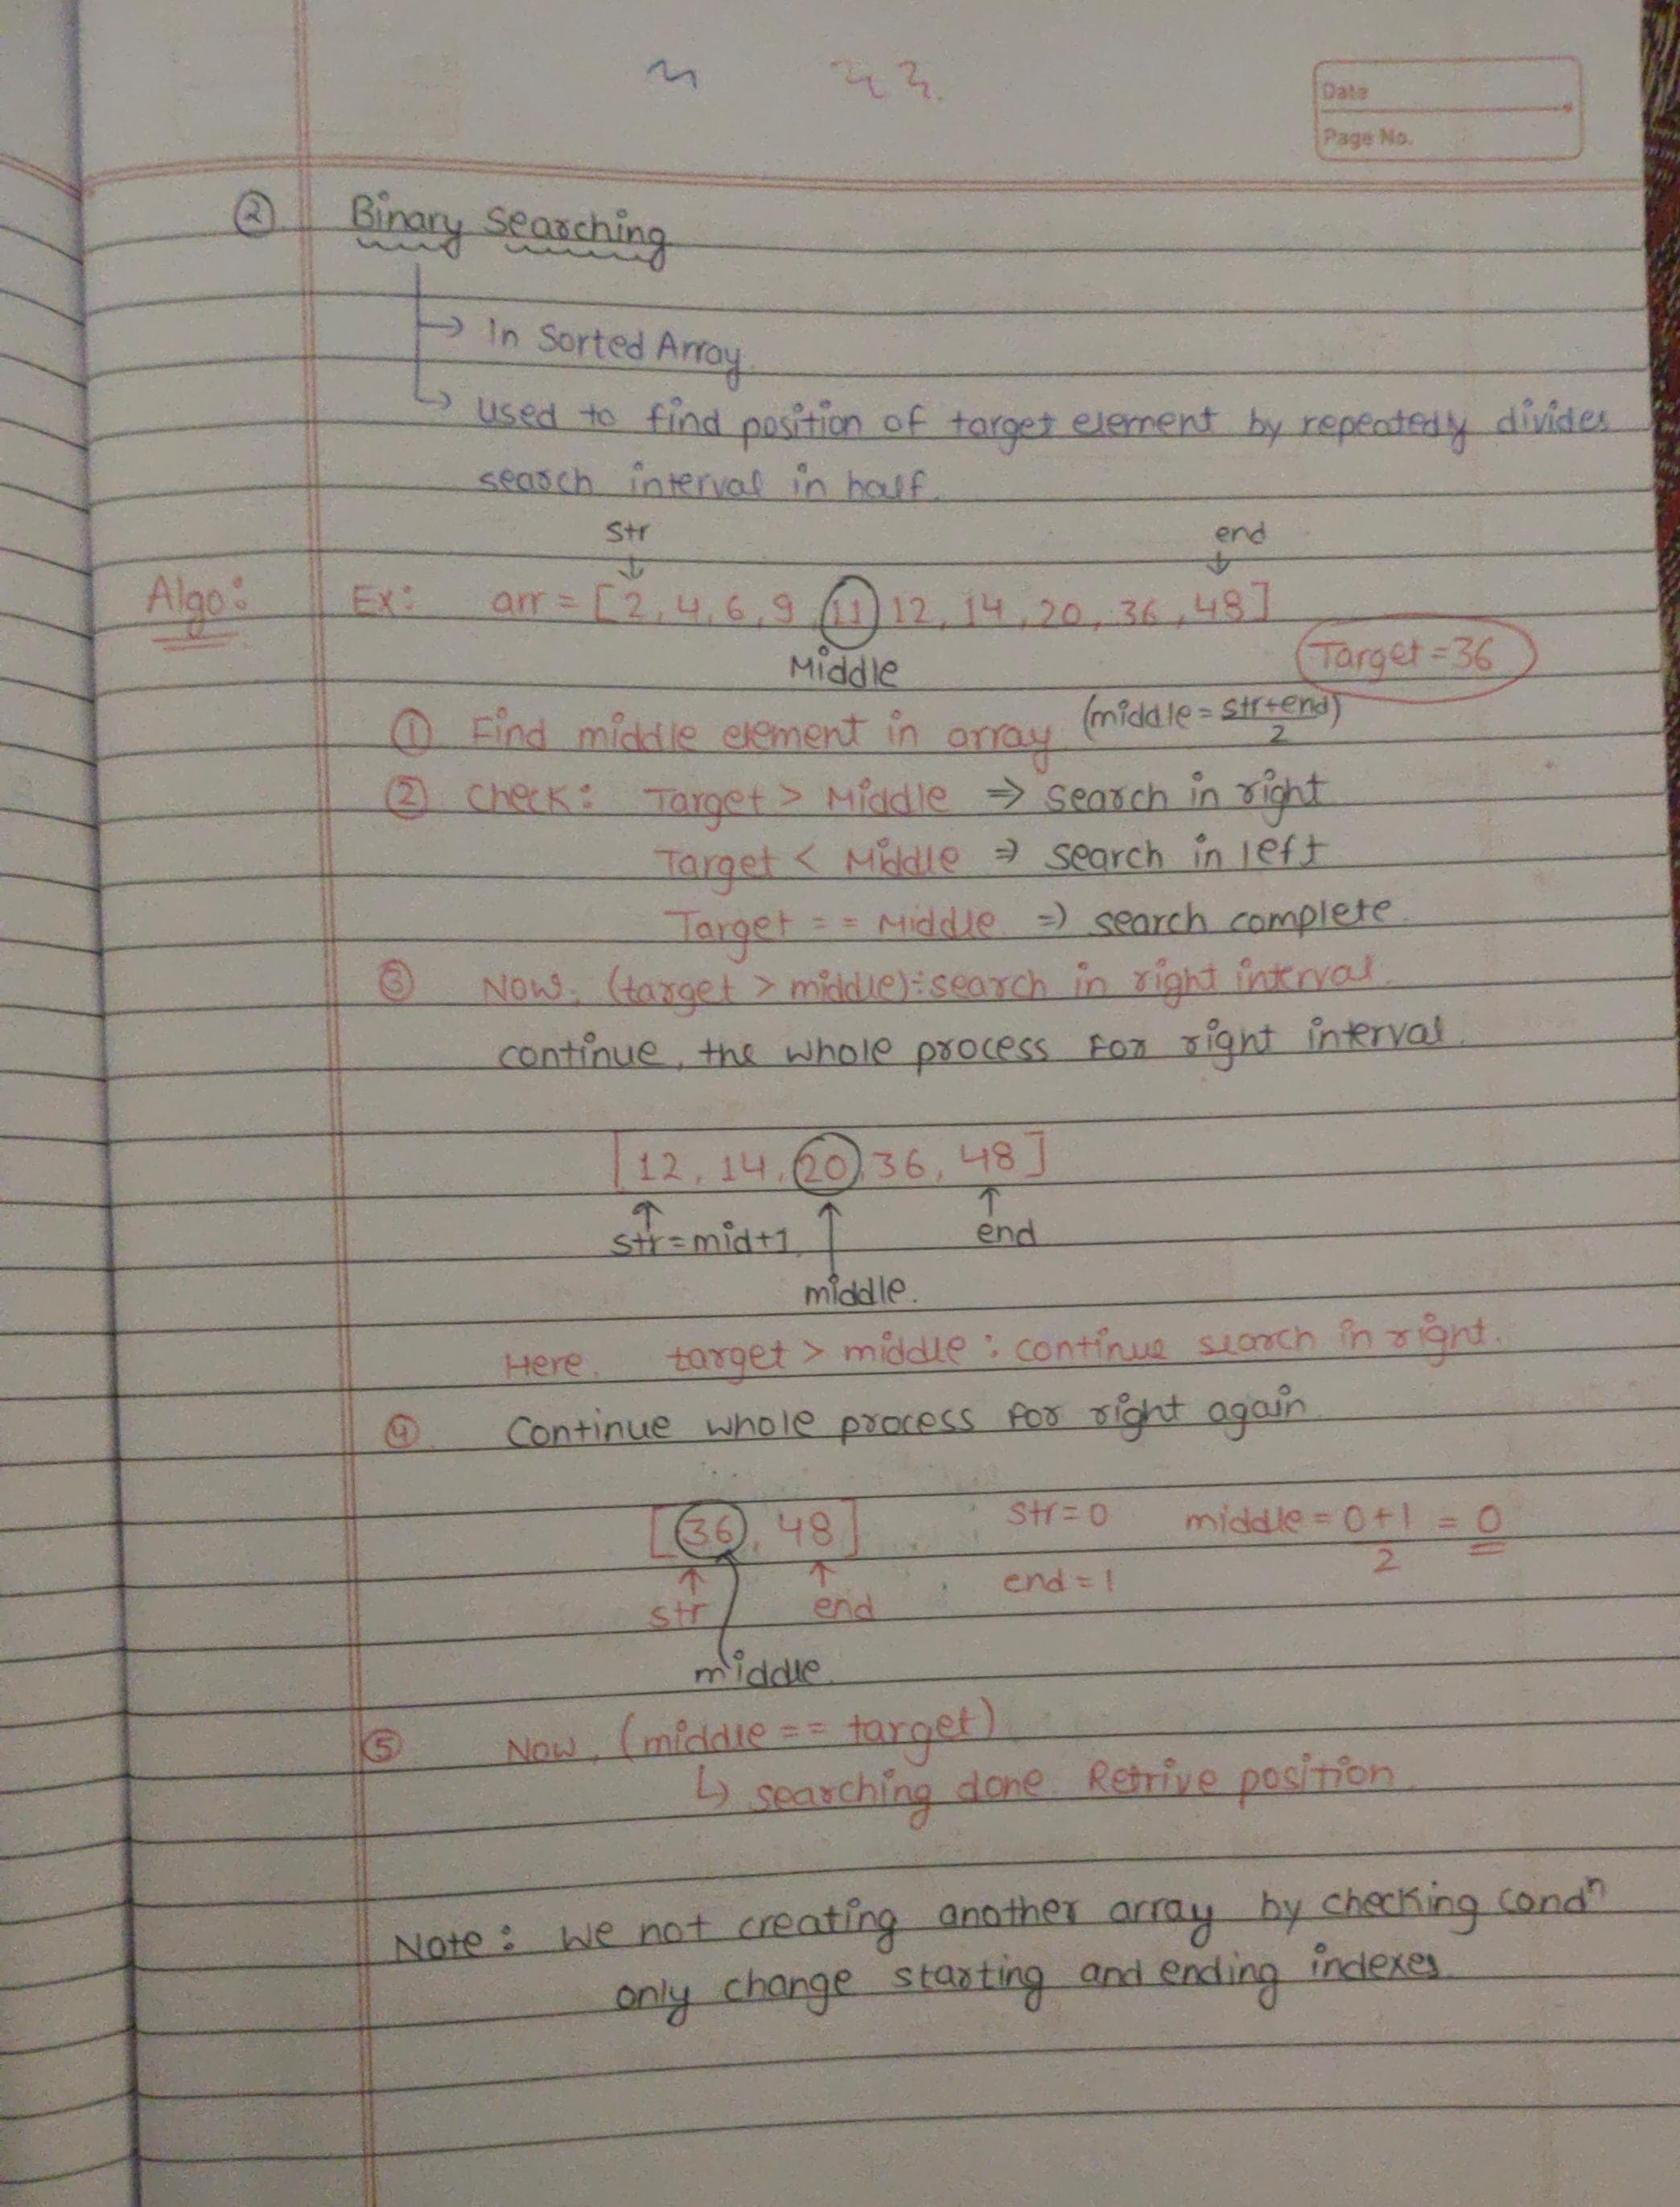 Date
Page No.
② Binary Searching
→ In Sorted Array
→ used to find position of target element by repeatedly divides
search interval in half.
str end
Algo: Ex: arr = [2, 4, 6, 9, 11, 12, 14, 20, 36, 48]
Middle Target = 36
① Find middle element in array (middle = str+end/2)
② Check: Target > Middle ⇒ search in right
Target < Middle ⇒ search in left
Target == Middle ⇒ search complete
③ Now, (target > middle): search in right interval.
continue, the whole process for right interval.
[12, 14, 20, 36, 48]
str=mid+1 end
middle.
Here, target > middle : continue search in right.
④ Continue whole process for right again
[36, 48] str=0 middle = 0+1/2 = 0
str end end=1
middle.
⑤ Now, (middle == target)
↳ searching done. Retrive position.
Note: We not creating another array by checking condⁿ
only change starting and ending indexes